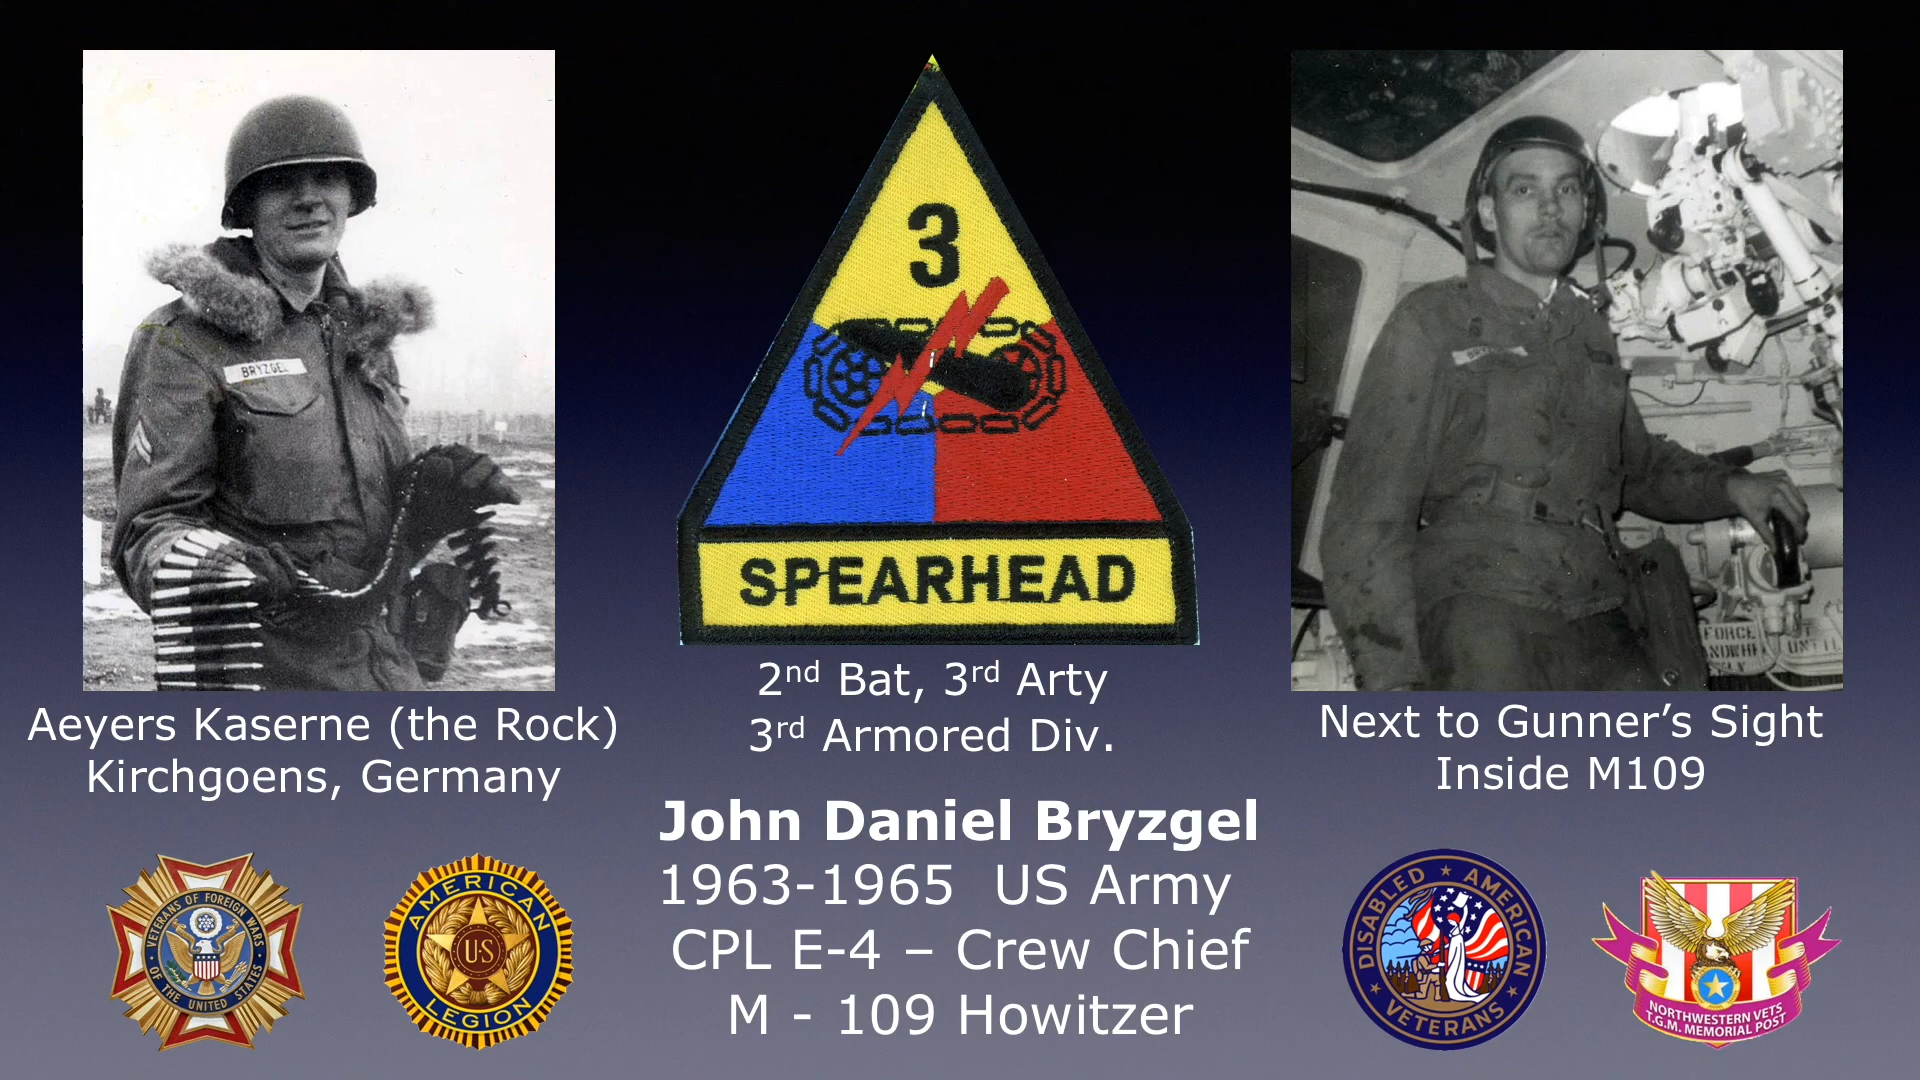 BRYZGEL
3
SPEARHEAD
2nd Bat, 3rd Arty
3rd Armored Div.
Aeyers Kaserne (the Rock)
Kirchgoens, Germany
FORCE
Next to Gunner’s Sight
Inside M109
John Daniel Bryzgel
1963-1965 US Army
CPL E-4 – Crew Chief
M - 109 Howitzer
VETERANS OF FOREIGN WARS
OF THE UNITED STATES
AMERICAN
U·S
LEGION
DISABLED ★ AMERICAN
★ VETERANS ★
NORTHWESTERN VETS
T.G.M. MEMORIAL POST